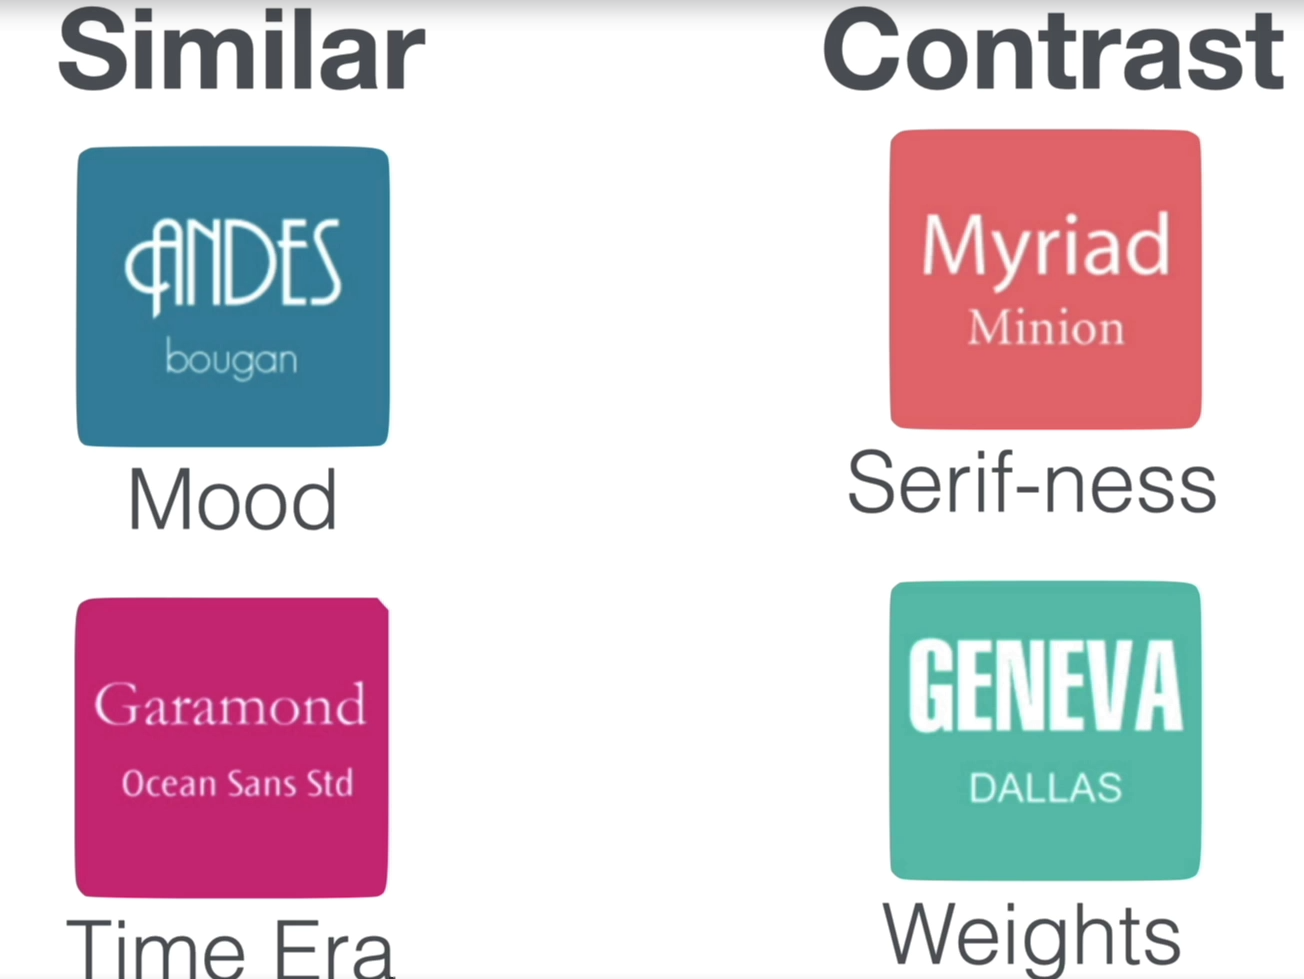 Similar
ANDES
bougan
Mood
Garamond
Ocean Sans Std
Time Era
Contrast
Myriad
Minion
Serif-ness
GENEVA
DALLAS
Weights